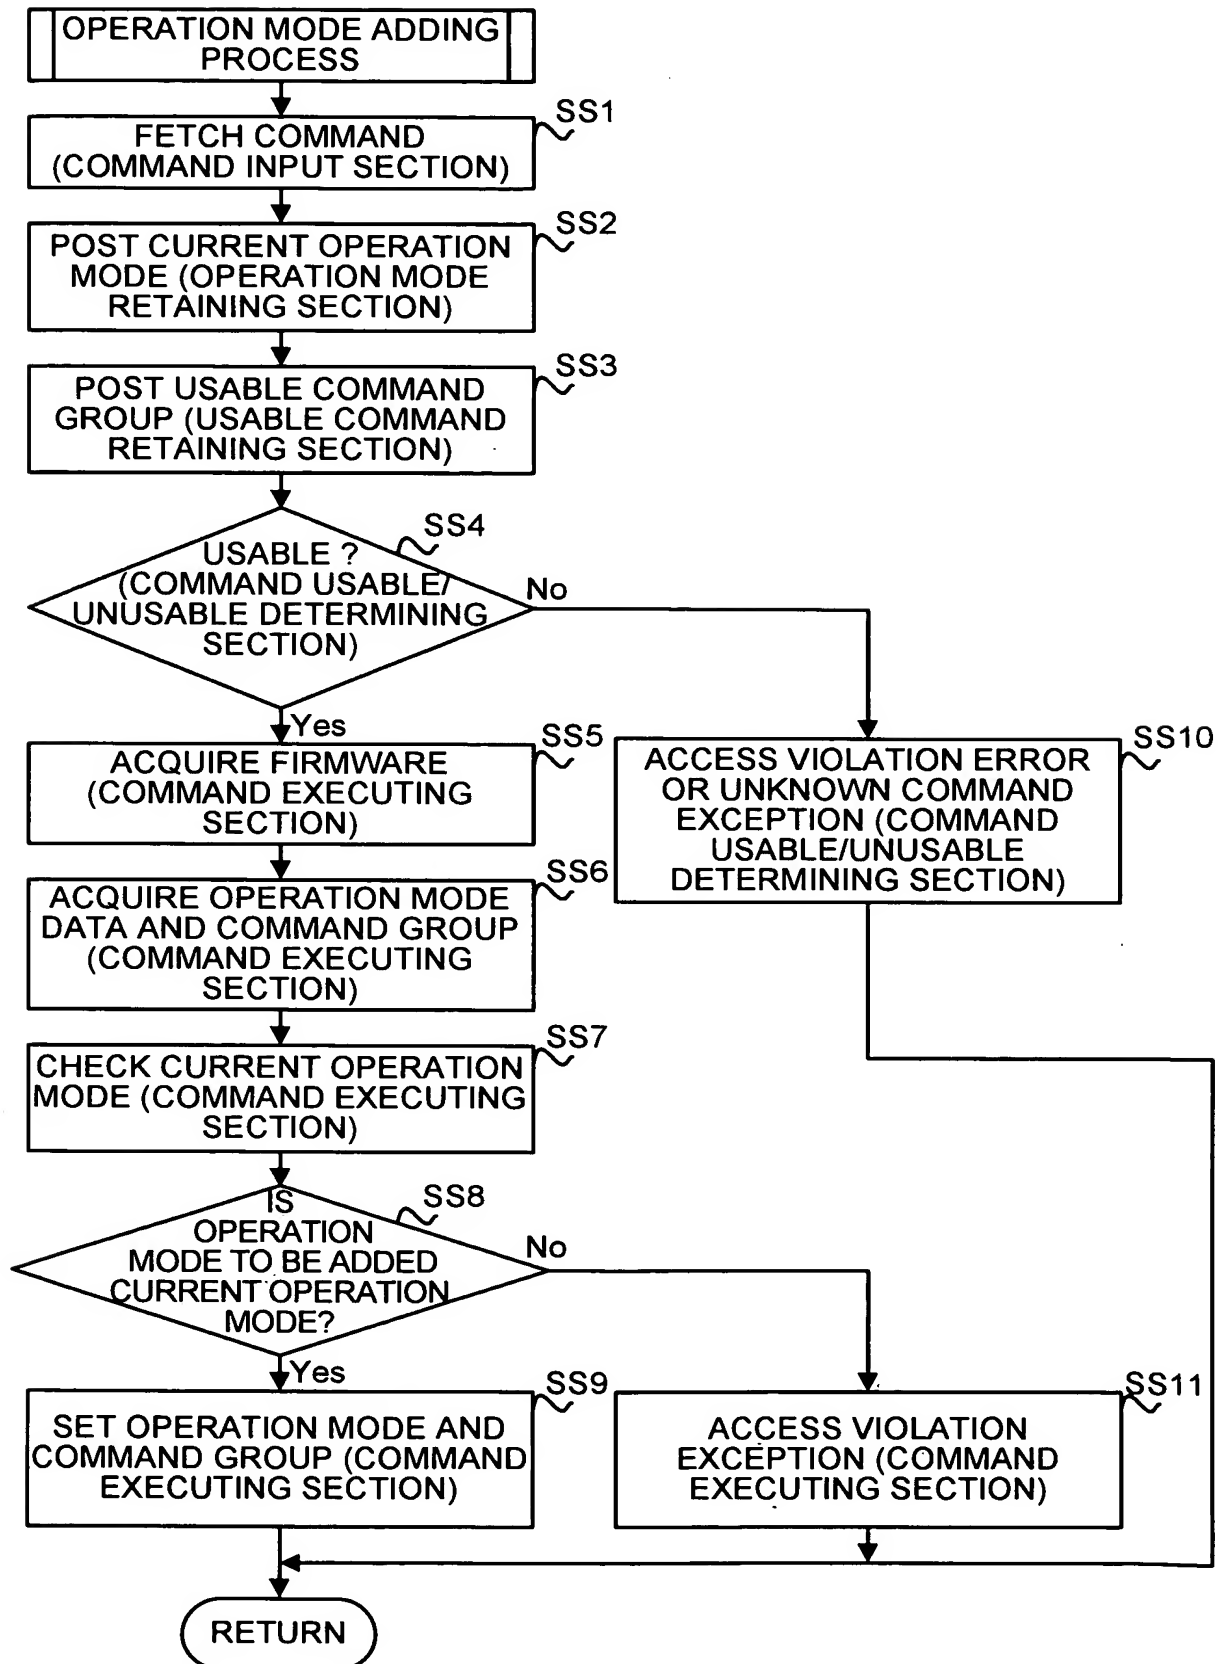 OPERATION MODE ADDING
PROCESS
SS1
FETCH COMMAND
(COMMAND INPUT SECTION)
SS2
POST CURRENT OPERATION
MODE (OPERATION MODE
RETAINING SECTION)
SS3
POST USABLE COMMAND
GROUP (USABLE COMMAND
RETAINING SECTION)
SS4
USABLE ?
(COMMAND USABLE/
UNUSABLE DETERMINING
SECTION)
No
Yes
SS5
ACQUIRE FIRMWARE
(COMMAND EXECUTING
SECTION)
SS10
ACCESS VIOLATION ERROR
OR UNKNOWN COMMAND
EXCEPTION (COMMAND
USABLE/UNUSABLE
DETERMINING SECTION)
SS6
ACQUIRE OPERATION MODE
DATA AND COMMAND GROUP
(COMMAND EXECUTING
SECTION)
SS7
CHECK CURRENT OPERATION
MODE (COMMAND EXECUTING
SECTION)
SS8
IS
OPERATION
MODE TO BE ADDED
CURRENT OPERATION
MODE?
No
Yes
SS9
SET OPERATION MODE AND
COMMAND GROUP (COMMAND
EXECUTING SECTION)
SS11
ACCESS VIOLATION
EXCEPTION (COMMAND
EXECUTING SECTION)
RETURN